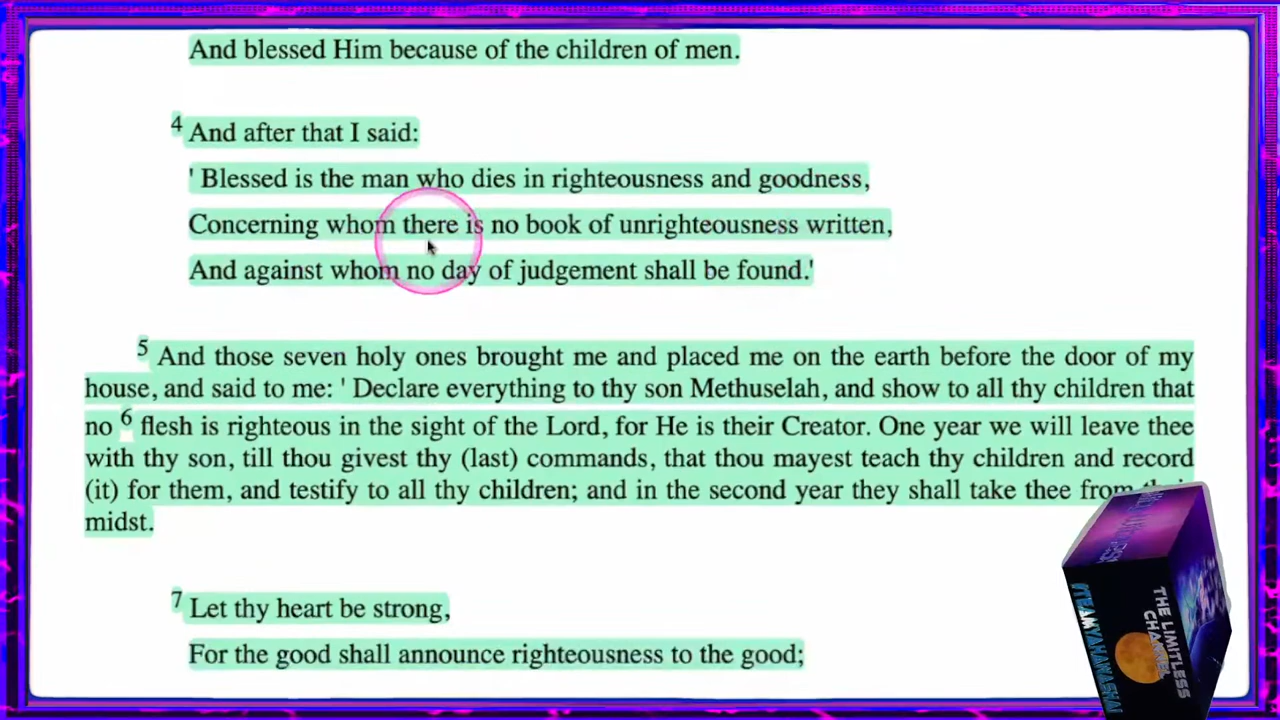 And blessed Him because of the children of men.
4 And after that I said:
' Blessed is the man who dies in righteousness and goodness,
Concerning whom there is no book of unrighteousness written,
And against whom no day of judgement shall be found.'
5 And those seven holy ones brought me and placed me on the earth before the door of my
house, and said to me: ' Declare everything to thy son Methuselah, and show to all thy children that
no 6 flesh is righteous in the sight of the Lord, for He is their Creator. One year we will leave thee
with thy son, till thou givest thy (last) commands, that thou mayest teach thy children and record
(it) for them, and testify to all thy children; and in the second year they shall take thee from their
midst.
7 Let thy heart be strong,
For the good shall announce righteousness to the good;
THE LIMITLESS
CHANNEL